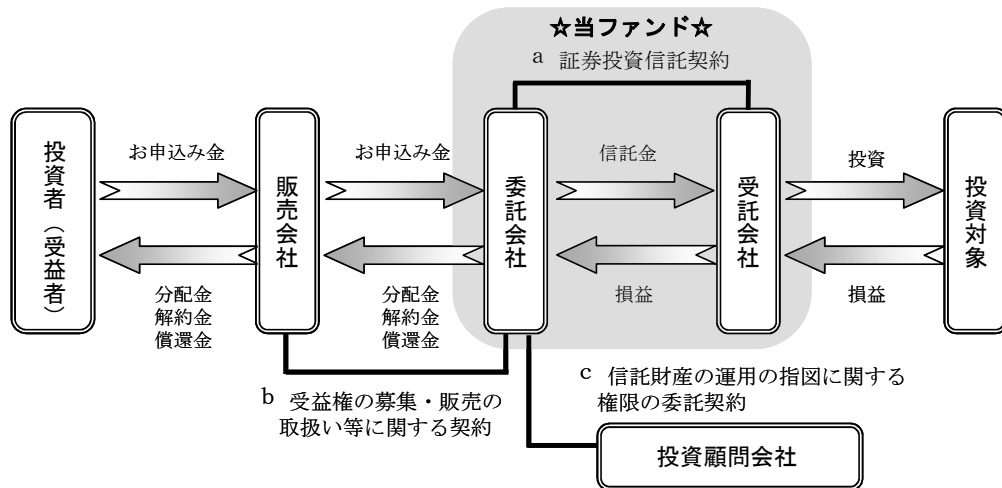 ☆当ファンド☆
a 証券投資信託契約
投資者（受益者）
お申込み金
分配金
解約金
償還金
販売会社
お申込み金
分配金
解約金
償還金
委託会社
信託金
損益
受託会社
投資
損益
投資対象
b 受益権の募集・販売の
取扱い等に関する契約
c 信託財産の運用の指図に関する
権限の委託契約
投資顧問会社